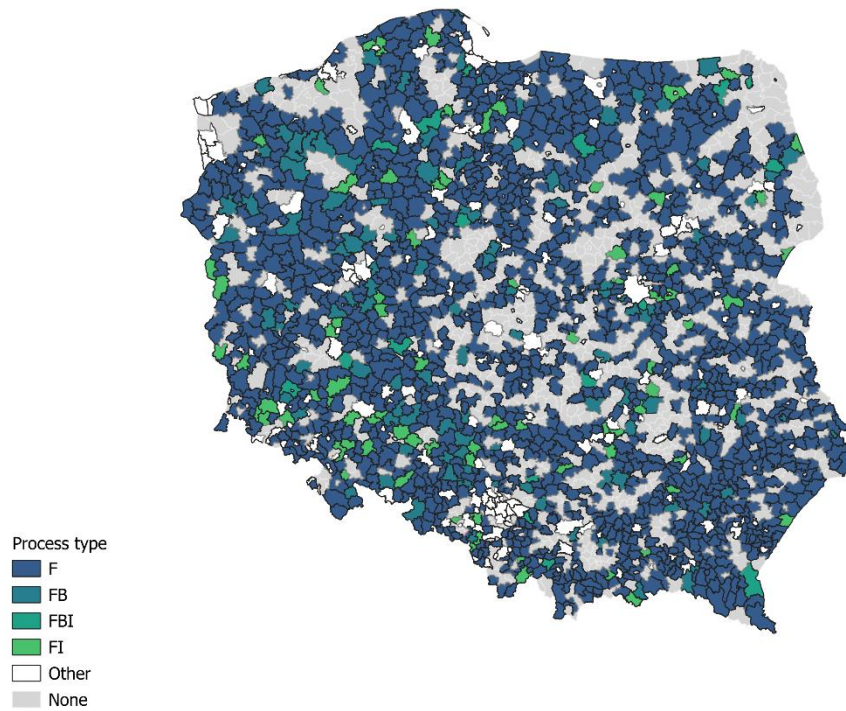 Process type
F
FB
FBI
FI
Other
None